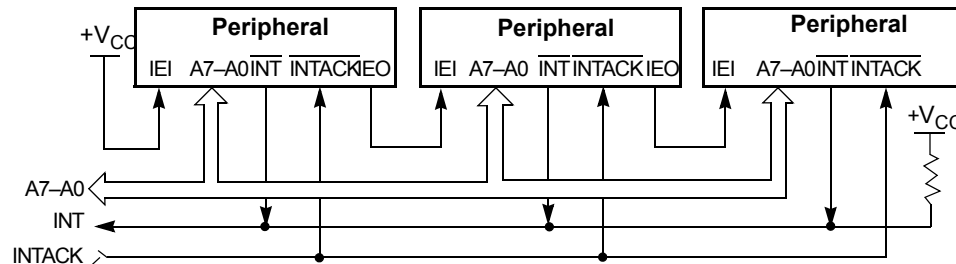 Peripheral Peripheral Peripheral
+VCC
IEI A7–A0 INT INTACK IEO IEI A7–A0 INT INTACK IEO IEI A7–A0 INT INTACK
+VCC
A7–A0
INT
INTACK